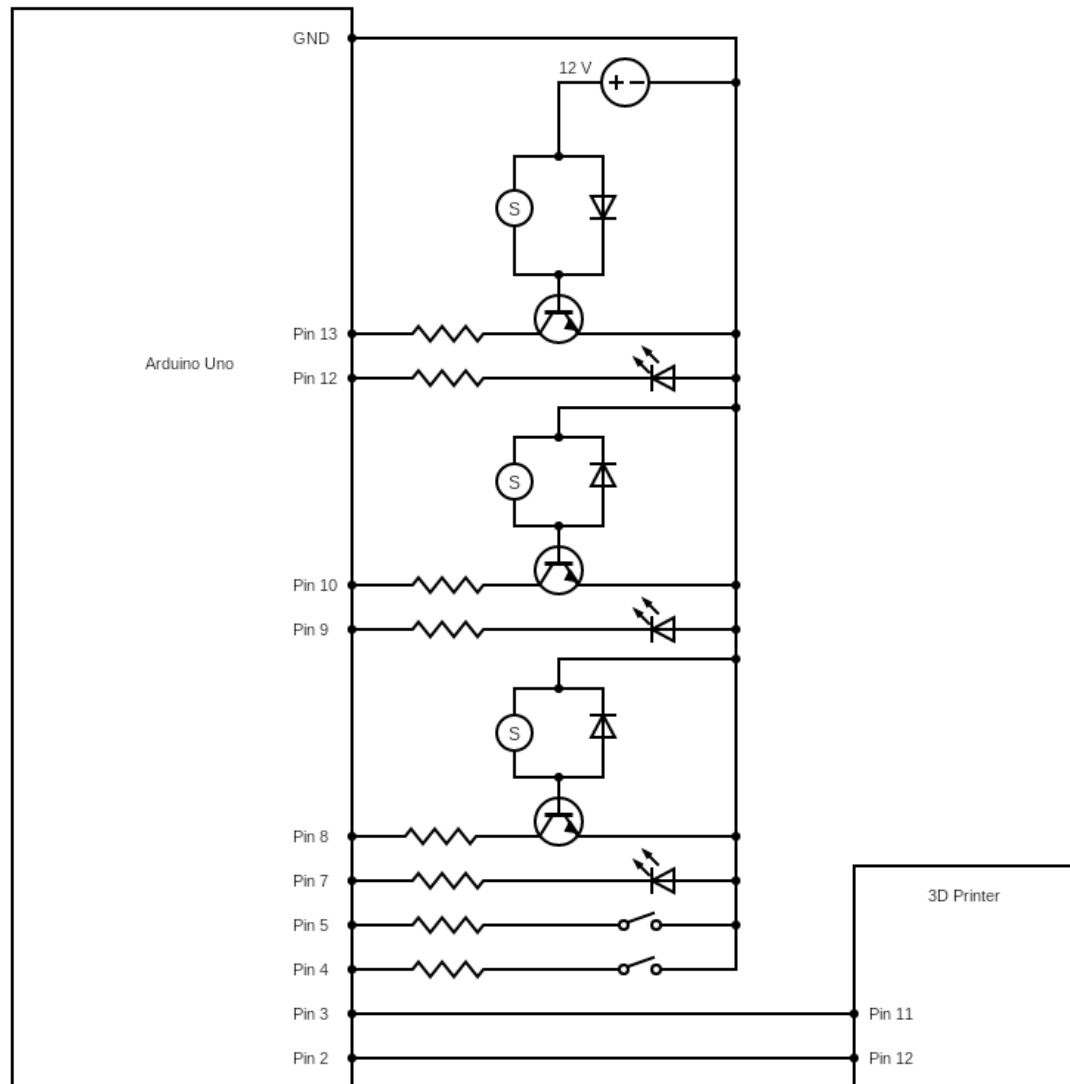 GND
12 V
S
Pin 13
Arduino Uno
Pin 12
S
Pin 10
Pin 9
S
Pin 8
Pin 7
3D Printer
Pin 5
Pin 4
Pin 3
Pin 11
Pin 2
Pin 12